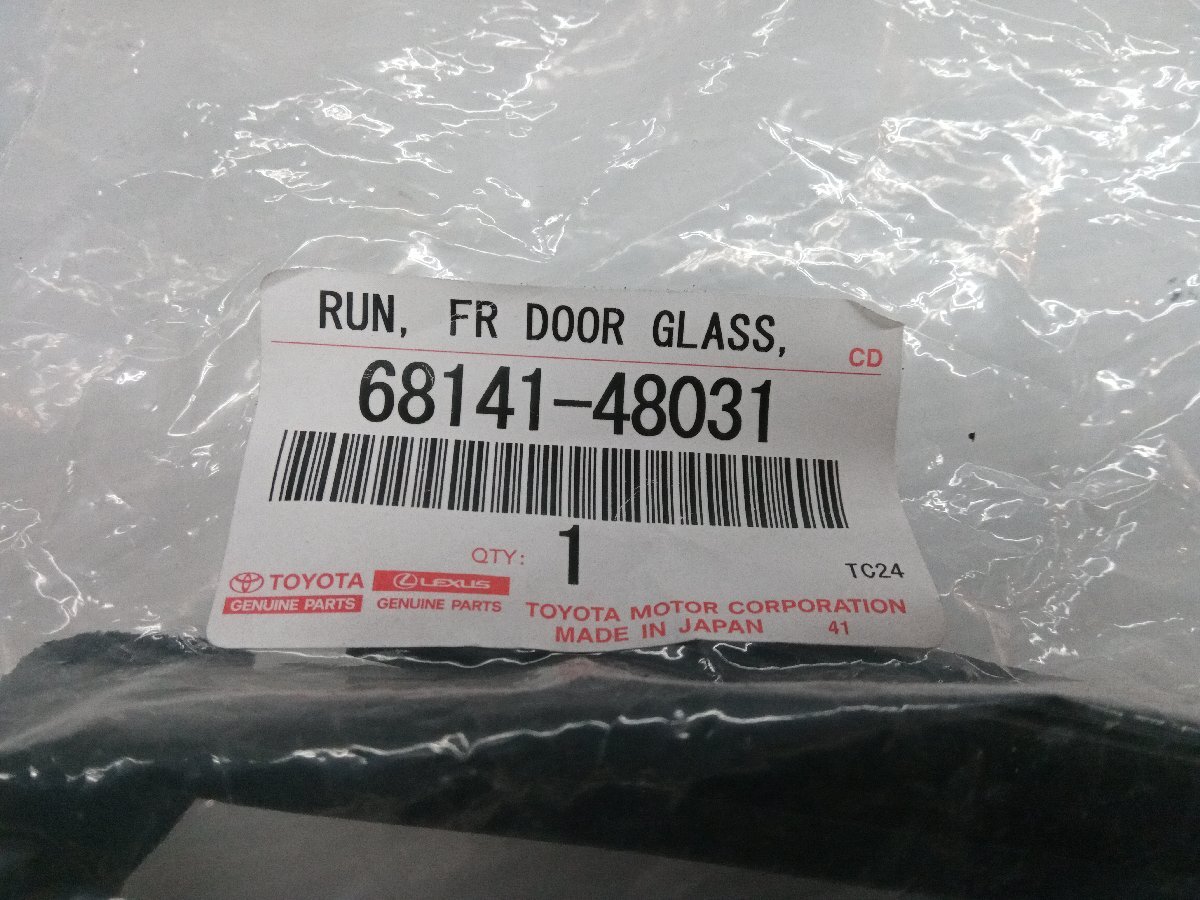 RUN, FR DOOR GLASS,
CD
68141-48031
QTY: 1
TC24
TOYOTA
GENUINE PARTS
LEXUS
GENUINE PARTS
TOYOTA MOTOR CORPORATION
MADE IN JAPAN 41